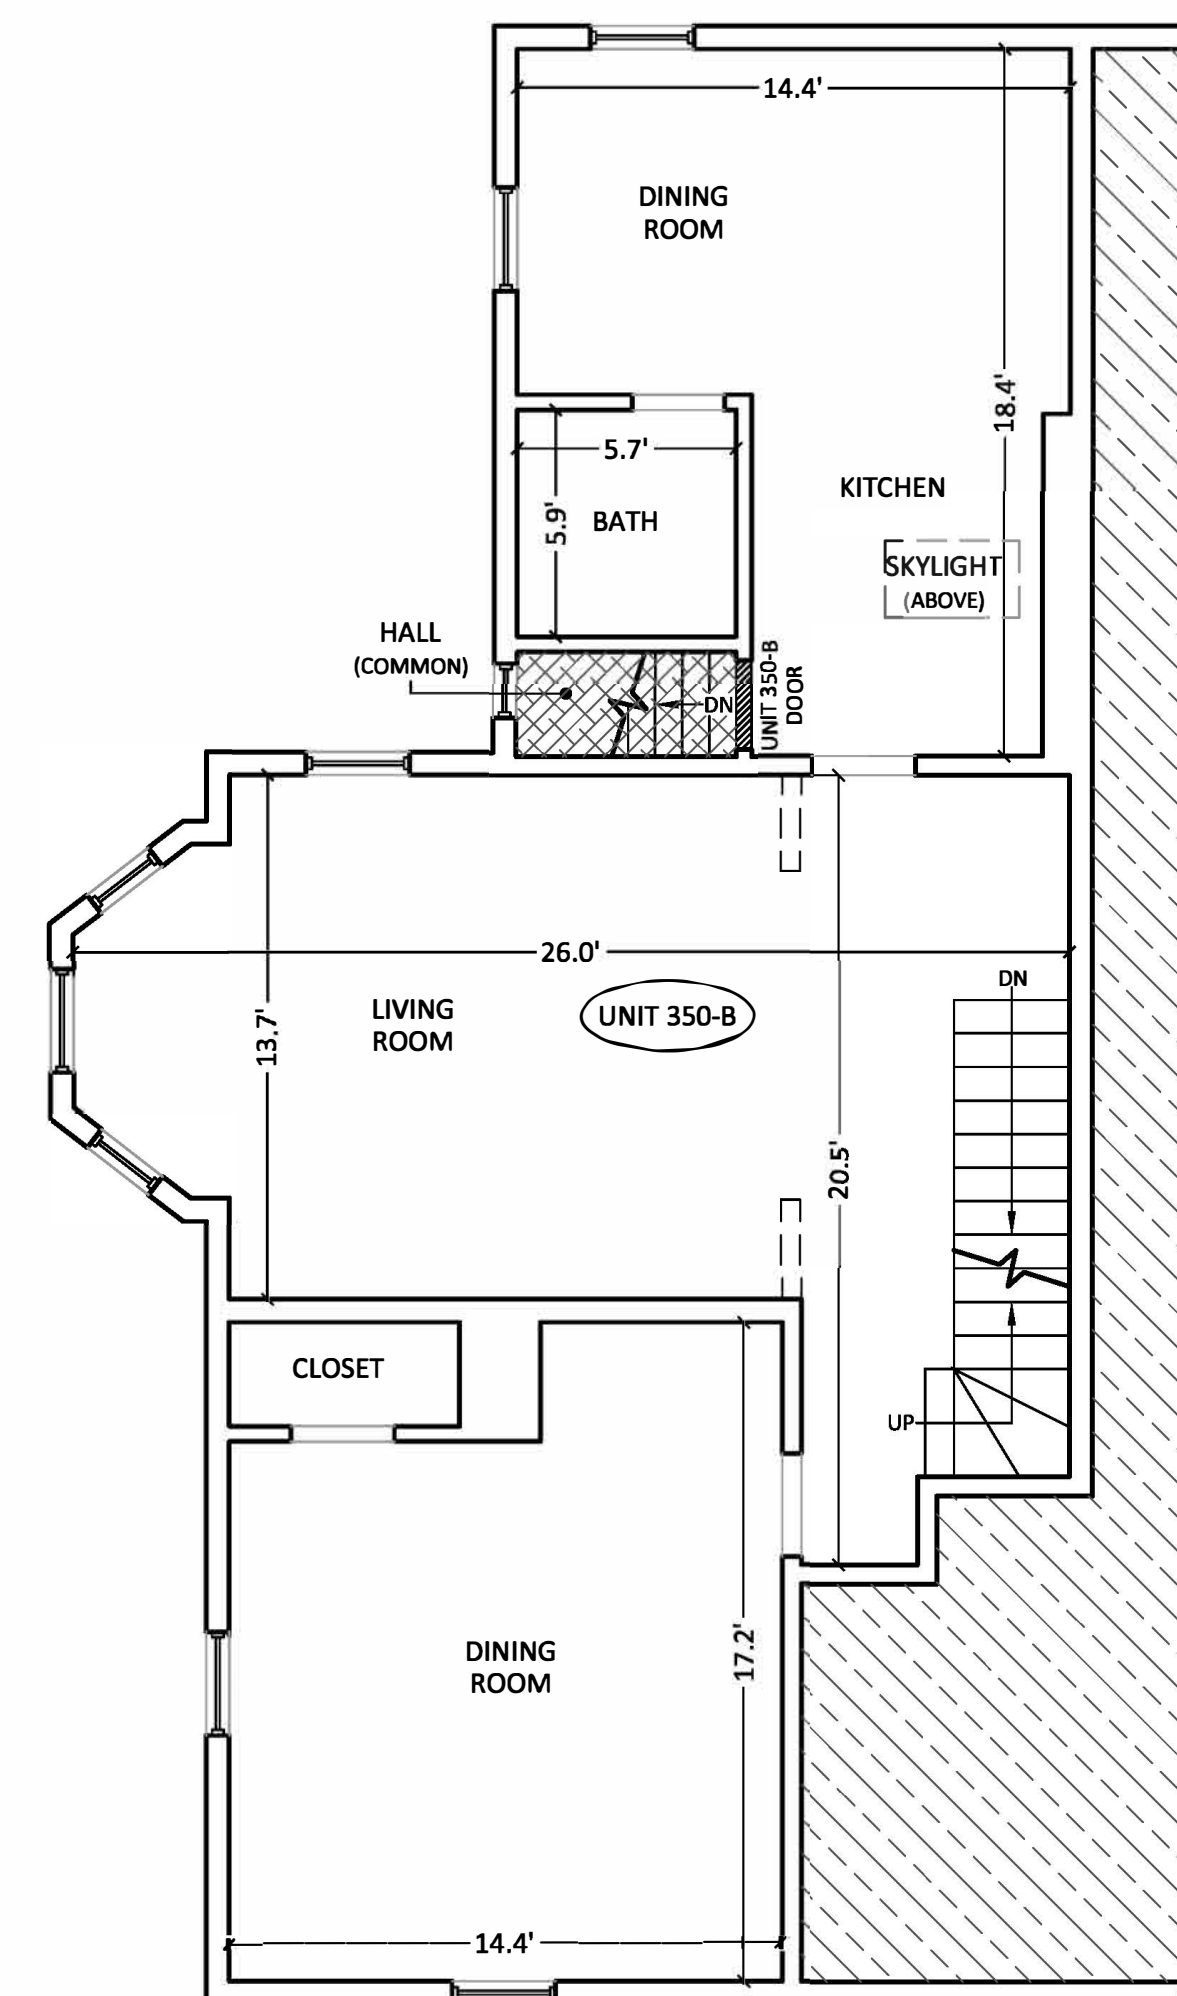 14.4'
DINING
ROOM
18.4'
5.7'
KITCHEN
5.9'
BATH
SKYLIGHT
(ABOVE)
HALL
(COMMON)
UNIT 350-B
DOOR
DN
26.0'
DN
LIVING
ROOM
UNIT 350-B
13.7'
20.5'
CLOSET
UP
DINING
ROOM
17.2'
14.4'